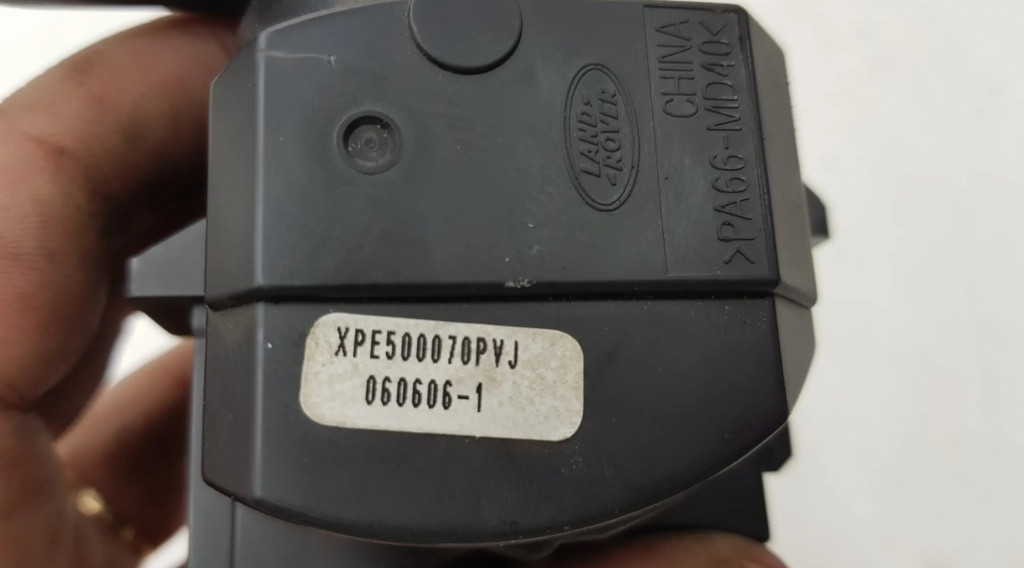 LAND
ROVER
CHINA
>PA66-MD40<
XPE500070PVJ
060606-1